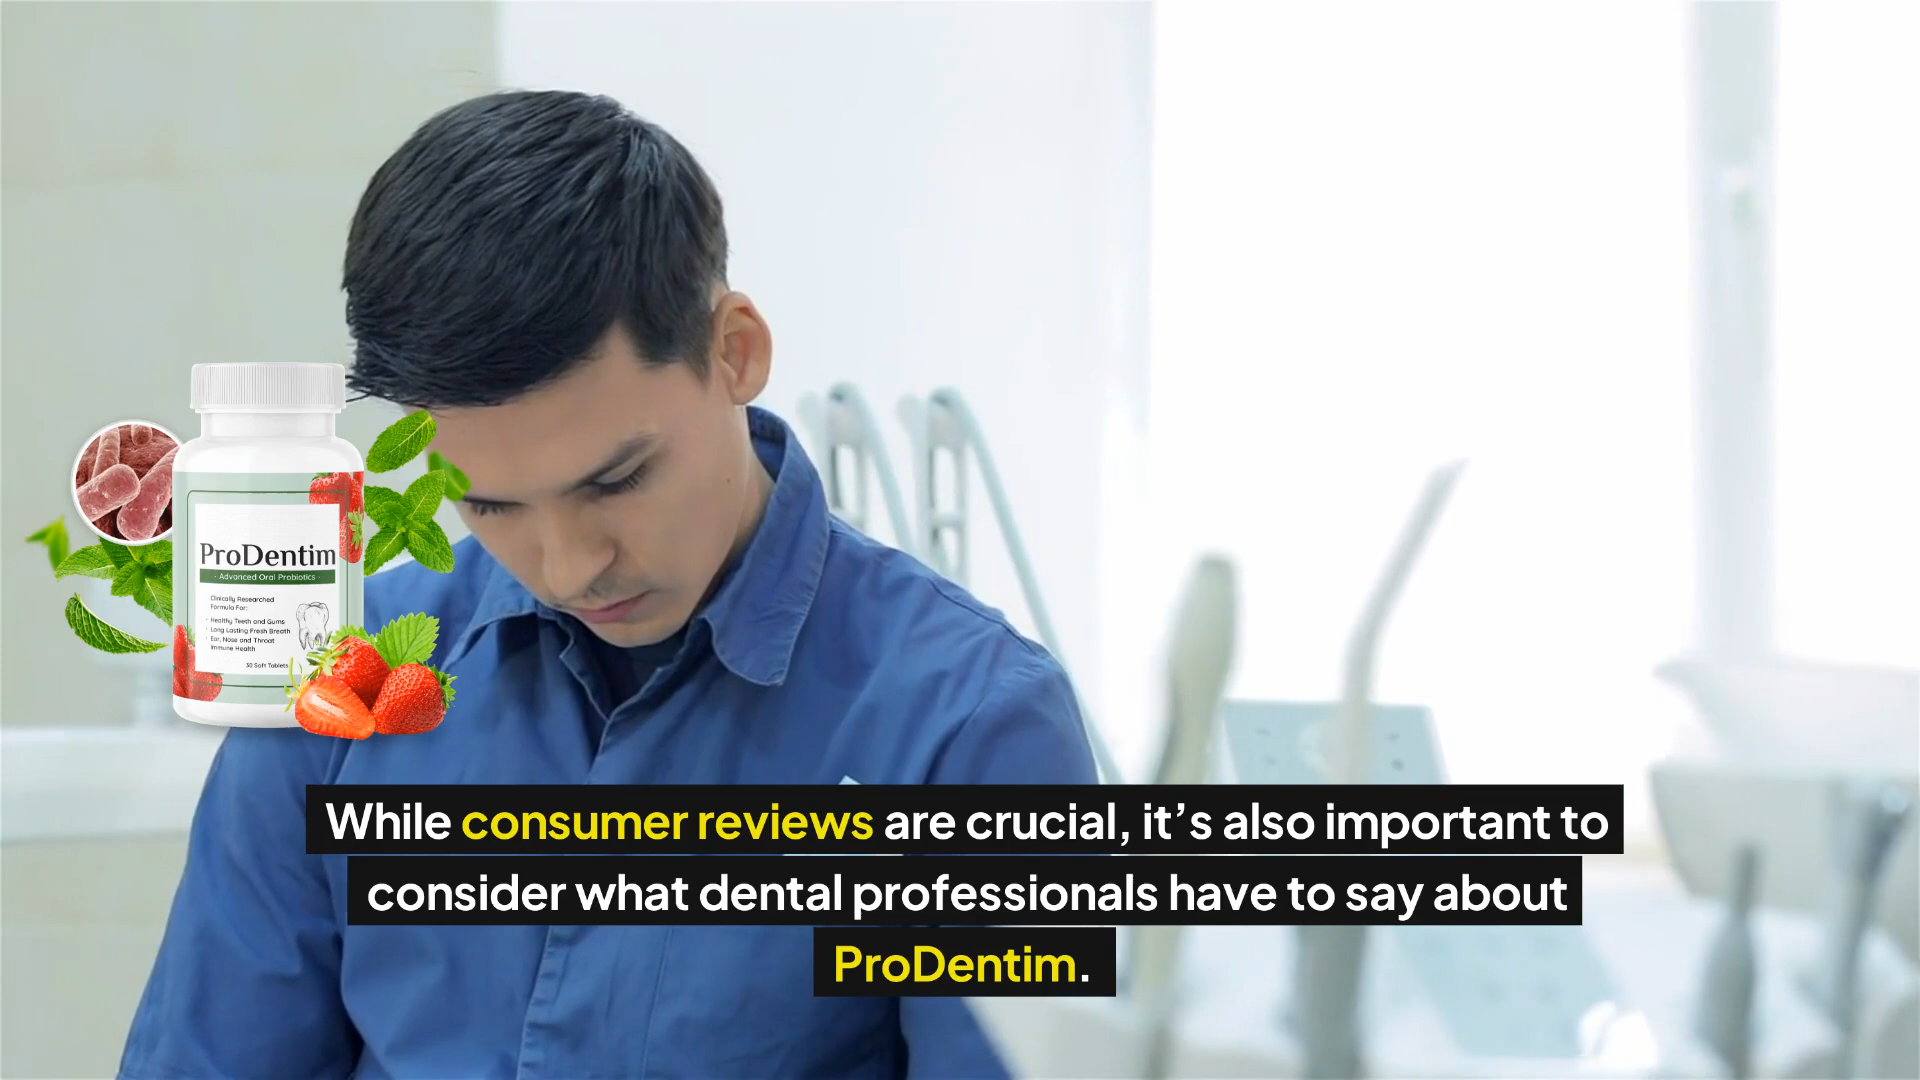 ProDentim
· Advanced Oral Probiotics ·
Clinically Researched
Formula For:
· Healthy Teeth and Gums
· Long Lasting Fresh Breath
· Ear, Nose and Throat
Immune Health
30 Soft Tablets
While consumer reviews are crucial, it’s also important to
consider what dental professionals have to say about
ProDentim.